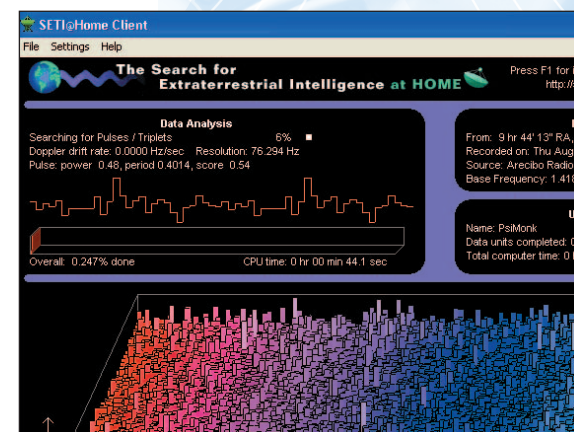 SETI@Home Client
File Settings Help
The Search for
Extraterrestrial Intelligence at HOME
Press F1 for
http://
Data Analysis
Searching for Pulses / Triplets 6%
Doppler drift rate: 0.0000 Hz/sec Resolution: 76.294 Hz
Pulse: power 0.48, period 0.4014, score 0.54
Overall: 0.247% done CPU time: 0 hr 00 min 44.1 sec
From: 9 hr 44' 13" RA,
Recorded on: Thu Aug
Source: Arecibo Radio
Base Frequency: 1.418
Name: PsiMonk
Data units completed:
Total computer time: 0